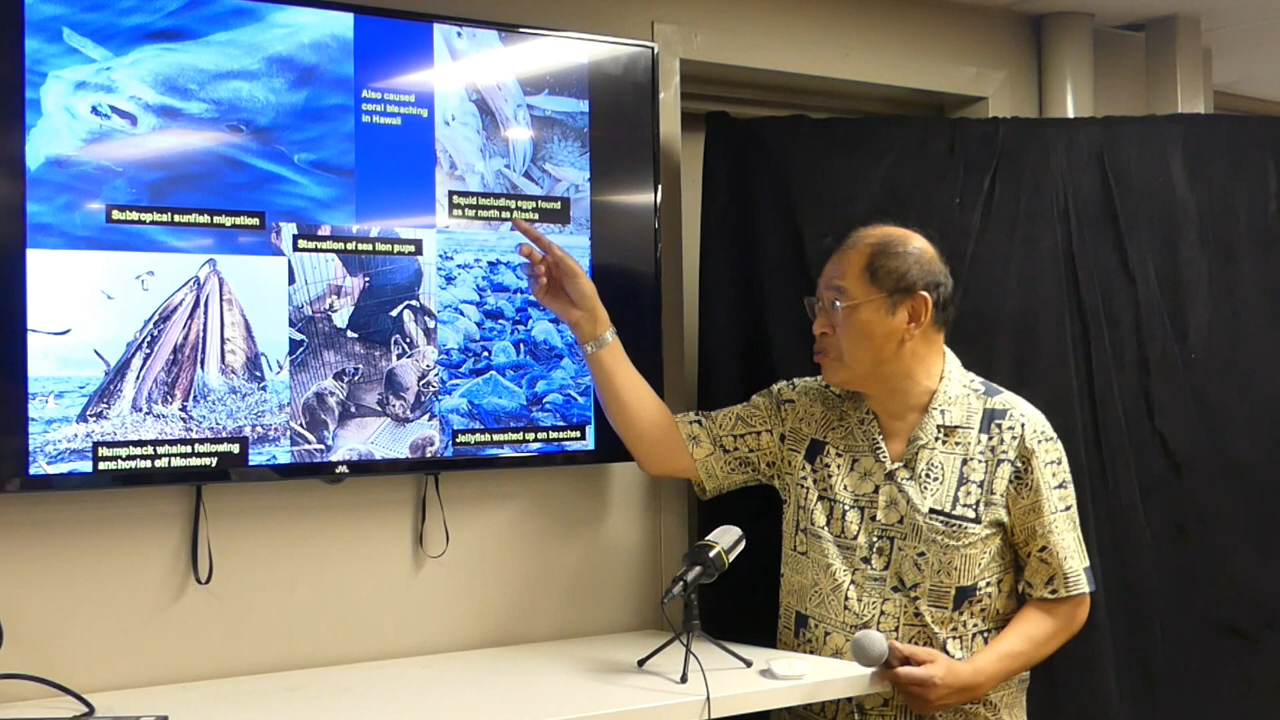 Also caused
coral bleaching
in Hawaii
Squid including eggs found
as far north as Alaska
Subtropical sunfish migration
Starvation of sea lion pups
Humpback whales following
anchovies off Monterey
Jellyfish washed up on beaches
JVC